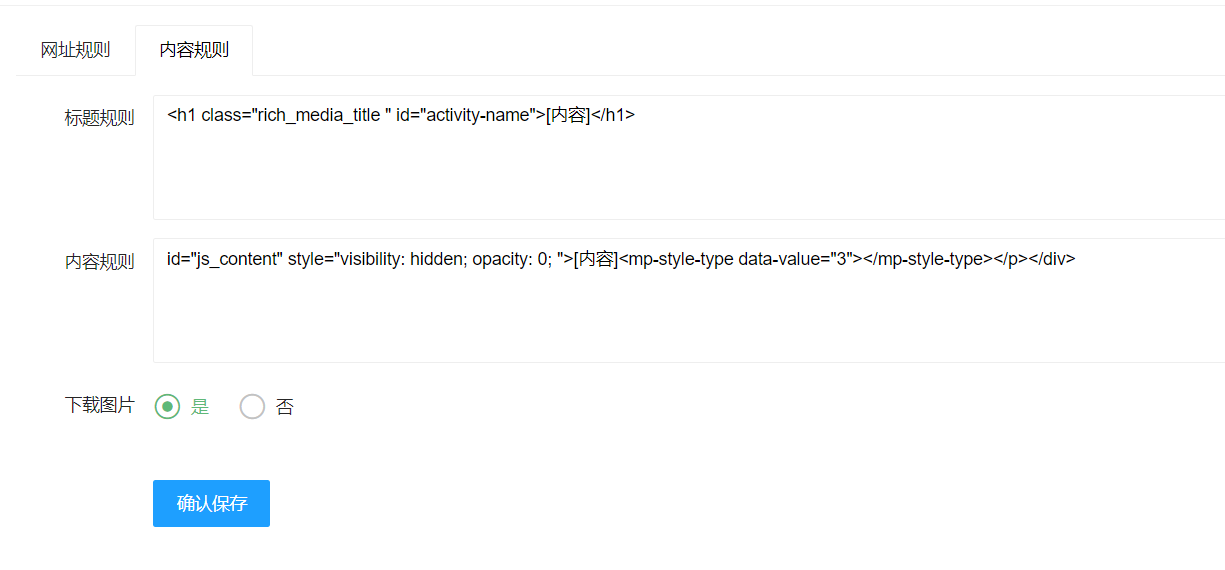 网址规则 内容规则
标题规则 <h1 class="rich_media_title " id="activity-name">[内容]</h1>
内容规则 id="js_content" style="visibility: hidden; opacity: 0; ">[内容]<mp-style-type data-value="3"></mp-style-type></p></div>
下载图片 是 否
确认保存